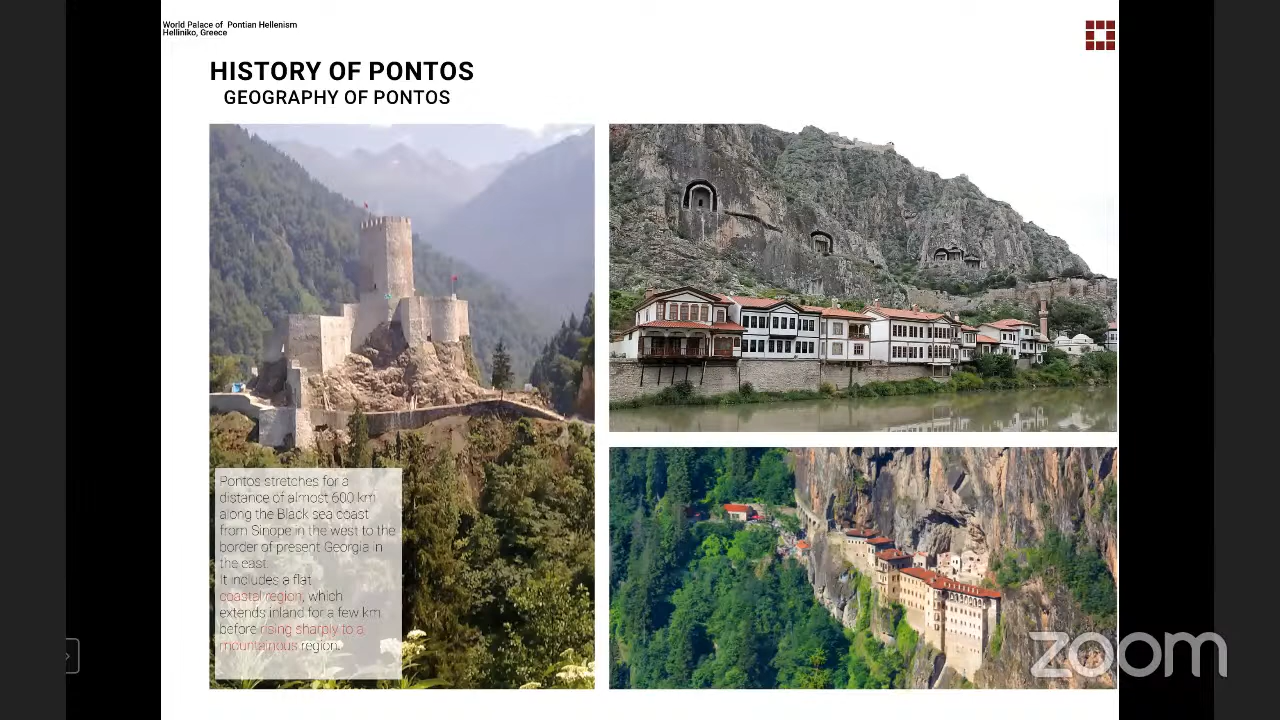 World Palace of Pontian Hellenism
Helliniko, Greece
HISTORY OF PONTOS
GEOGRAPHY OF PONTOS
Pontos stretches for a
distance of almost 600 km
along the Black sea coast
from Sinope in the west to the
border of present Georgia in
the east.
It includes a flat
coastal region, which
extends inland for a few km
before rising sharply to a
mountainous region.
zoom